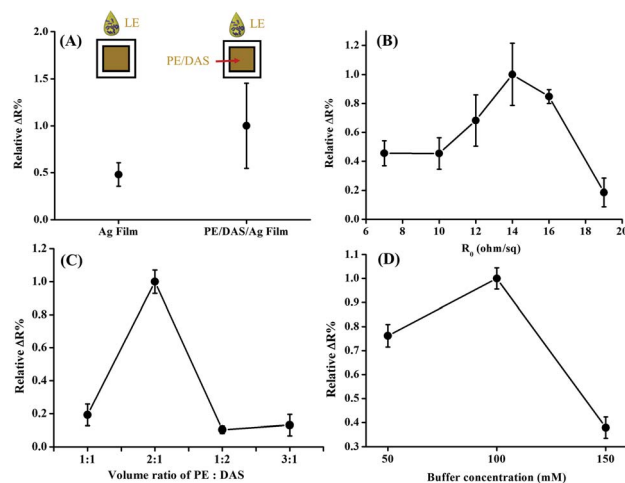 (A)
LE
LE
PE/DAS
2.0
1.5
1.0
0.5
0.0
Relative ΔR%
Ag Film
PE/DAS/Ag Film
(B)
1.2
1.0
0.8
0.6
0.4
0.2
0.0
Relative ΔR%
6 8 10 12 14 16 18 20
R0 (ohm/sq)
(C)
1.2
1.0
0.8
0.6
0.4
0.2
0.0
Relative ΔR%
1:1 2:1 1:2 3:1
Volume ratio of PE : DAS
(D)
1.1
1.0
0.9
0.8
0.7
0.6
0.5
0.4
0.3
Relative ΔR%
50 100 150
Buffer concentration (mM)